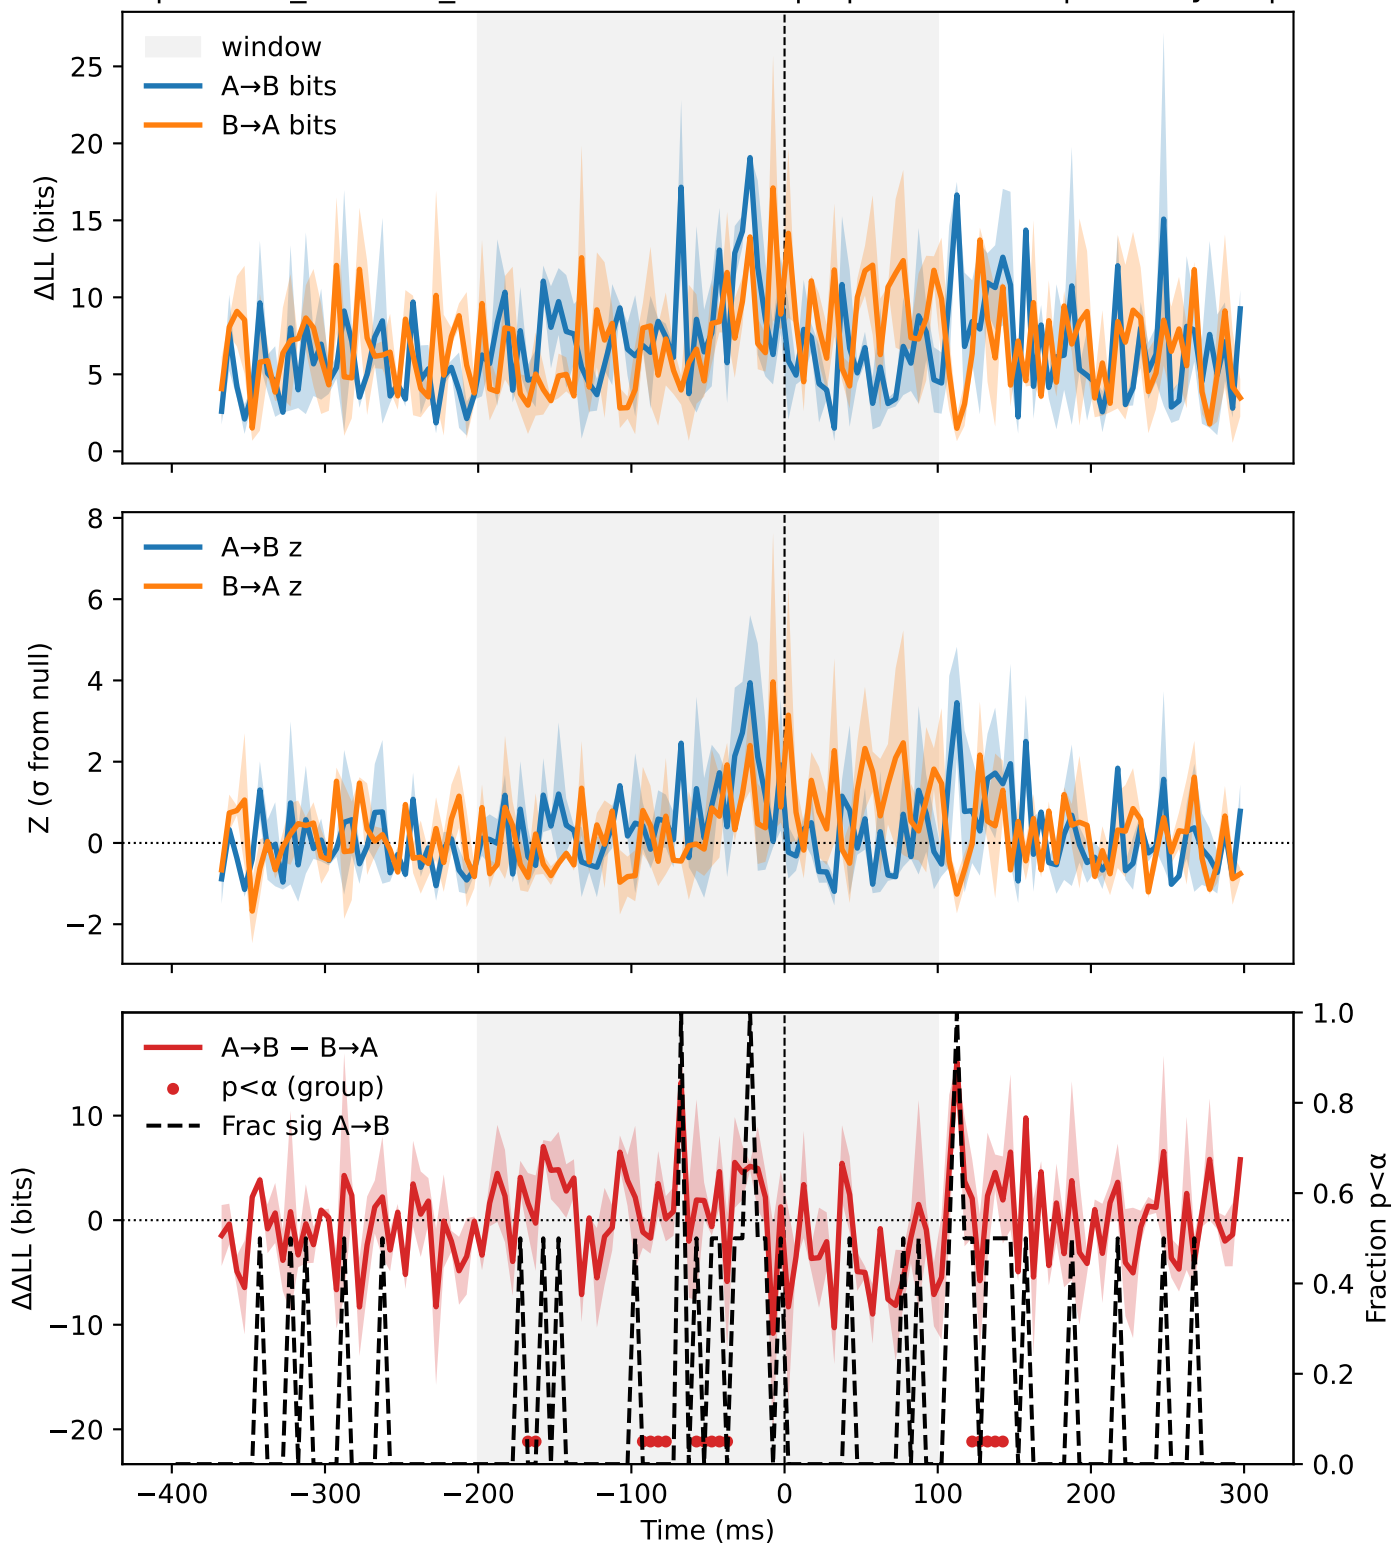 window
A→B bits
B→A bits
25
20
15
10
5
0
ΔLL (bits)
A→B z
B→A z
8
6
4
2
0
−2
Z (σ from null)
A→B − B→A
p<α (group)
Frac sig A→B
10
0
−10
−20
ΔΔLL (bits)
1.0
0.8
0.6
0.4
0.2
0.0
Fraction p<α
−400 −300 −200 −100 0 100 200 300
Time (ms)